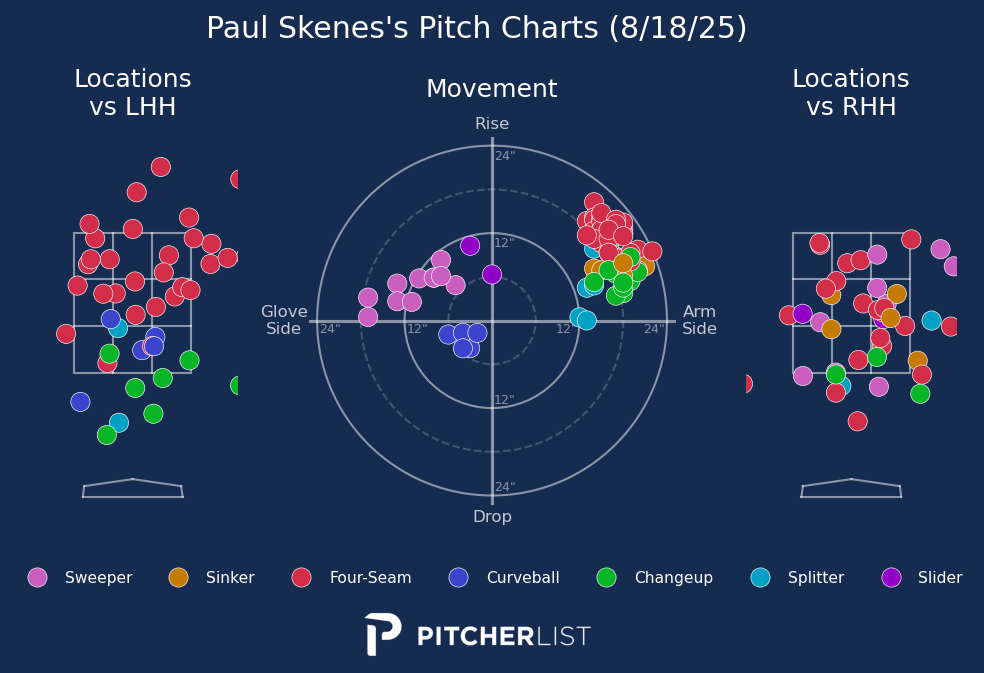 Paul Skenes's Pitch Charts (8/18/25)
Locations
vs LHH
Movement
Locations
vs RHH
Rise
24"
12"
Glove
Side
24"
12"
12"
24"
Arm
Side
12"
24"
Drop
Sweeper
Sinker
Four-Seam
Curveball
Changeup
Splitter
Slider
PITCHERLIST